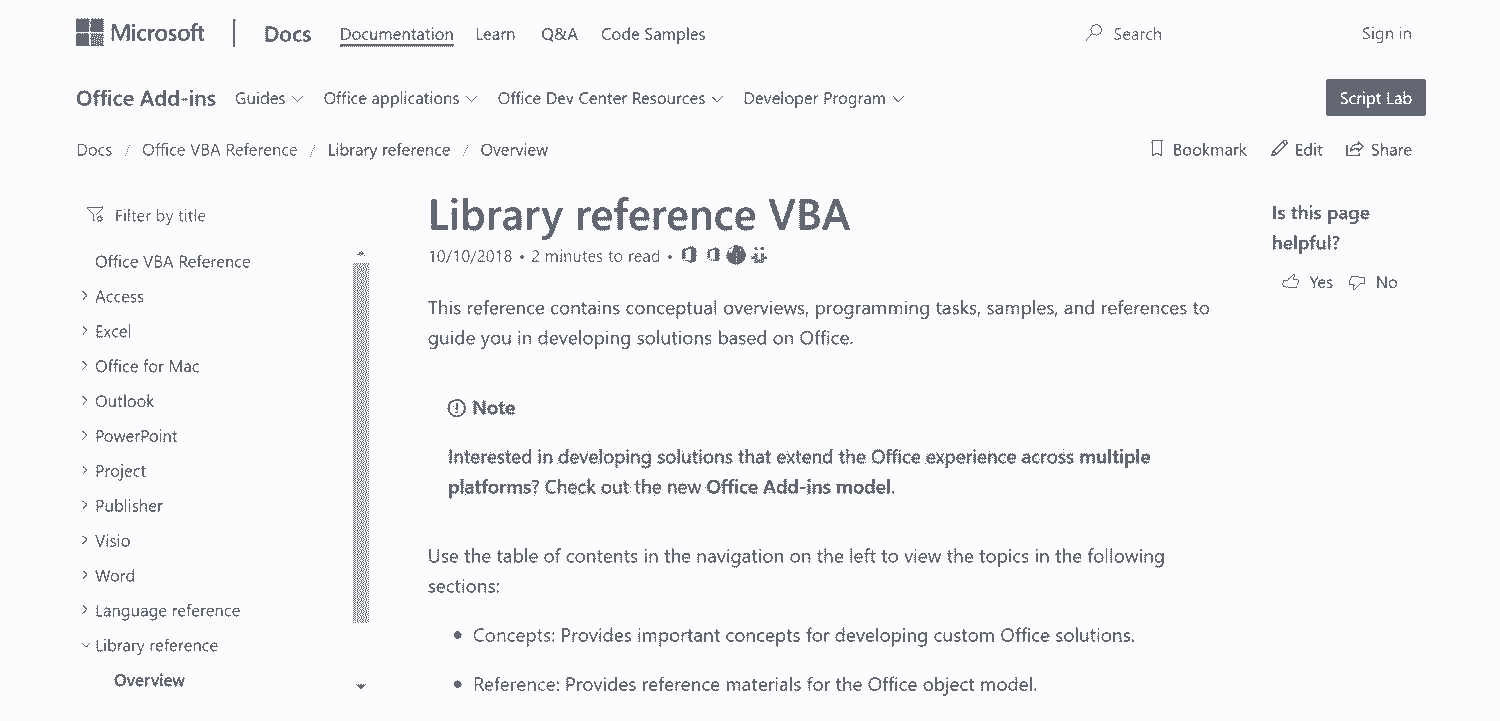 Microsoft Docs Documentation Learn Q&A Code Samples Search Sign in
Office Add-ins Guides Office applications Office Dev Center Resources Developer Program Script Lab
Docs / Office VBA Reference / Library reference / Overview Bookmark Edit Share
Filter by title
Office VBA Reference
Access
Excel
Office for Mac
Outlook
PowerPoint
Project
Publisher
Visio
Word
Language reference
Library reference
Overview
Library reference VBA
10/10/2018 • 2 minutes to read •
This reference contains conceptual overviews, programming tasks, samples, and references to
guide you in developing solutions based on Office.
Note
Interested in developing solutions that extend the Office experience across multiple
platforms? Check out the new Office Add-ins model.
Use the table of contents in the navigation on the left to view the topics in the following
sections:
• Concepts: Provides important concepts for developing custom Office solutions.
• Reference: Provides reference materials for the Office object model.
Is this page
helpful?
Yes No